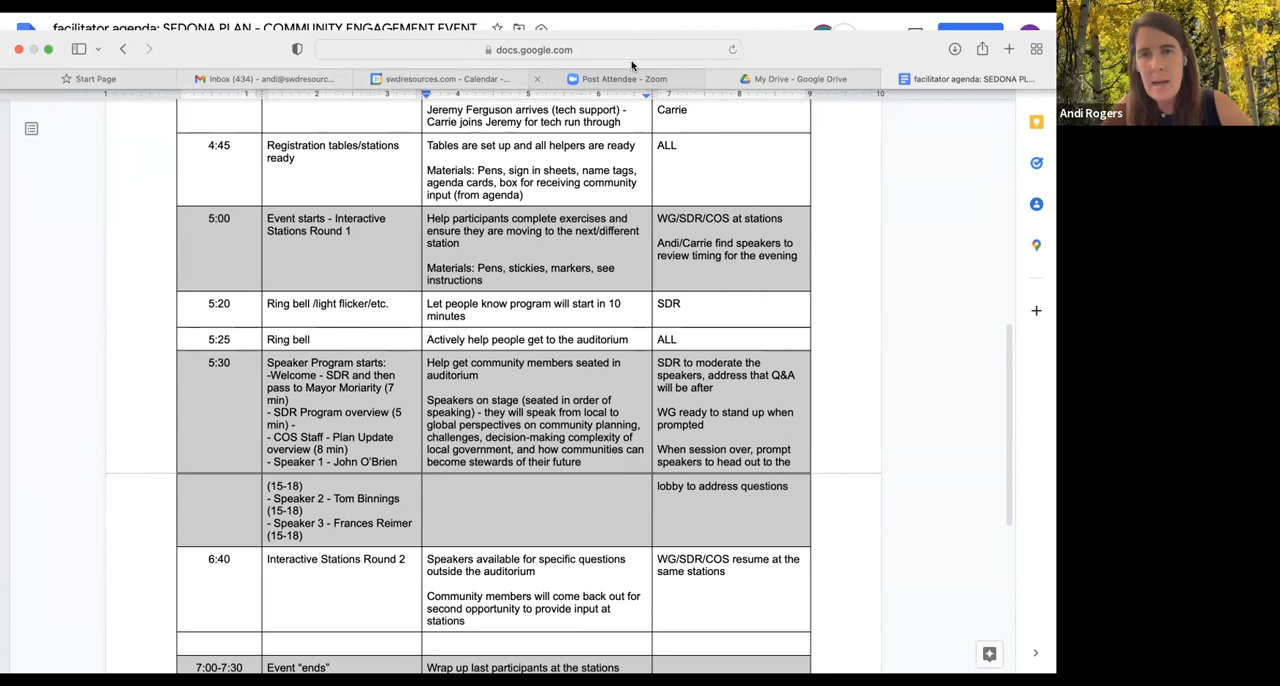 facilitator agenda: SEDONA PLAN - COMMUNITY ENGAGEMENT EVENT
docs.google.com
Start Page
Inbox (434) - andi@swdresourc...
swdresources.com - Calendar -...
Post Attendee - Zoom
My Drive - Google Drive
facilitator agenda: SEDONA PL...
1 1 2 3 4 5 6 7 8 9 10
Jeremy Ferguson arrives (tech support) -
Carrie joins Jeremy for tech run through
Carrie
4:45
Registration tables/stations
ready
Tables are set up and all helpers are ready
Materials: Pens, sign in sheets, name tags,
agenda cards, box for receiving community
input (from agenda)
ALL
5:00
Event starts - Interactive
Stations Round 1
Help participants complete exercises and
ensure they are moving to the next/different
station
Materials: Pens, stickies, markers, see
instructions
WG/SDR/COS at stations
Andi/Carrie find speakers to
review timing for the evening
5:20
Ring bell /light flicker/etc.
Let people know program will start in 10
minutes
SDR
5:25
Ring bell
Actively help people get to the auditorium
ALL
5:30
Speaker Program starts:
-Welcome - SDR and then
pass to Mayor Moriarity (7
min)
- SDR Program overview (5
min) -
- COS Staff - Plan Update
overview (8 min)
- Speaker 1 - John O'Brien
(15-18)
- Speaker 2 - Tom Binnings
(15-18)
- Speaker 3 - Frances Reimer
(15-18)
Help get community members seated in
auditorium
Speakers on stage (seated in order of
speaking) - they will speak from local to
global perspectives on community planning,
challenges, decision-making complexity of
local government, and how communities can
become stewards of their future
SDR to moderate the
speakers, address that Q&A
will be after
WG ready to stand up when
prompted
When session over, prompt
speakers to head out to the
lobby to address questions
6:40
Interactive Stations Round 2
Speakers available for specific questions
outside the auditorium
Community members will come back out for
second opportunity to provide input at
stations
WG/SDR/COS resume at the
same stations
7:00-7:30
Event "ends"
Wrap up last participants at the stations
Andi Rogers